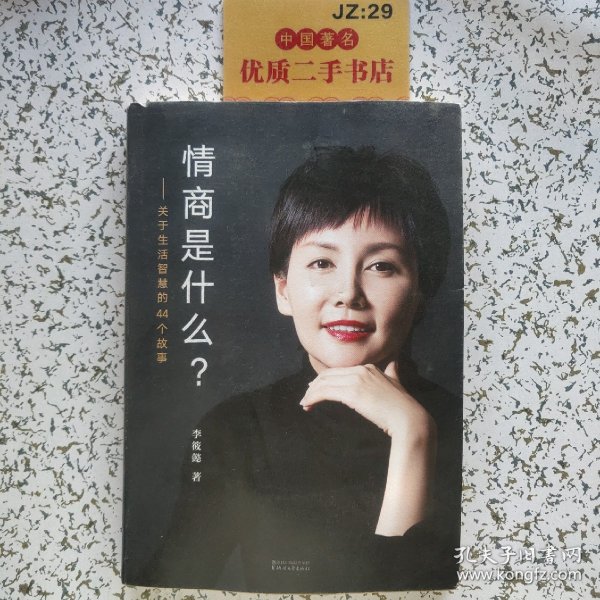 JZ:29
中国著名
优质二手书店
情商是什么?
——关于生活智慧的44个故事
李筱懿 著
孔夫子旧书网
www.kongfz.com